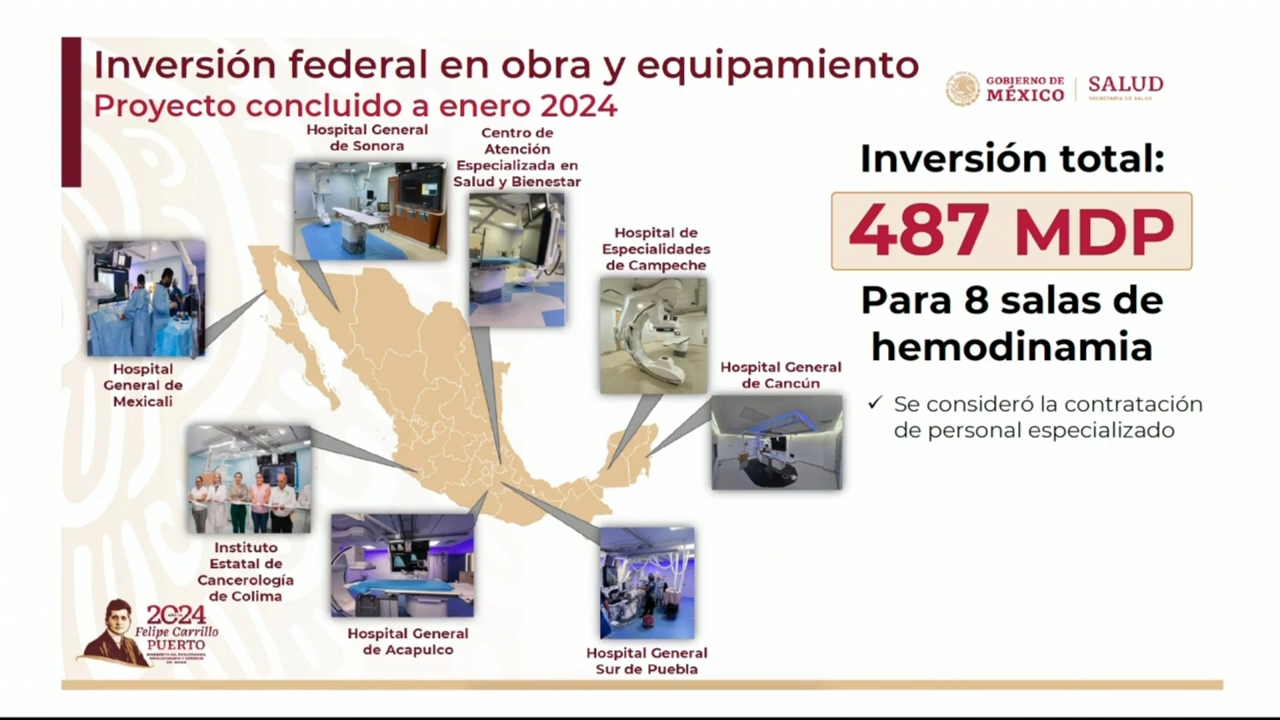 Inversión federal en obra y equipamiento
Proyecto concluido a enero 2024
GOBIERNO DE
MÉXICO
SALUD
SECRETARÍA DE SALUD
Hospital General
de Sonora
Centro de
Atención
Especializada en
Salud y Bienestar
Hospital de
Especialidades
de Campeche
Hospital General
de Cancún
Hospital
General de
Mexicali
Instituto
Estatal de
Cancerología
de Colima
Hospital General
de Acapulco
Hospital General
Sur de Puebla
Inversión total:
487 MDP
Para 8 salas de
hemodinamia
✓ Se consideró la contratación
de personal especializado
2024
Felipe Carrillo
PUERTO